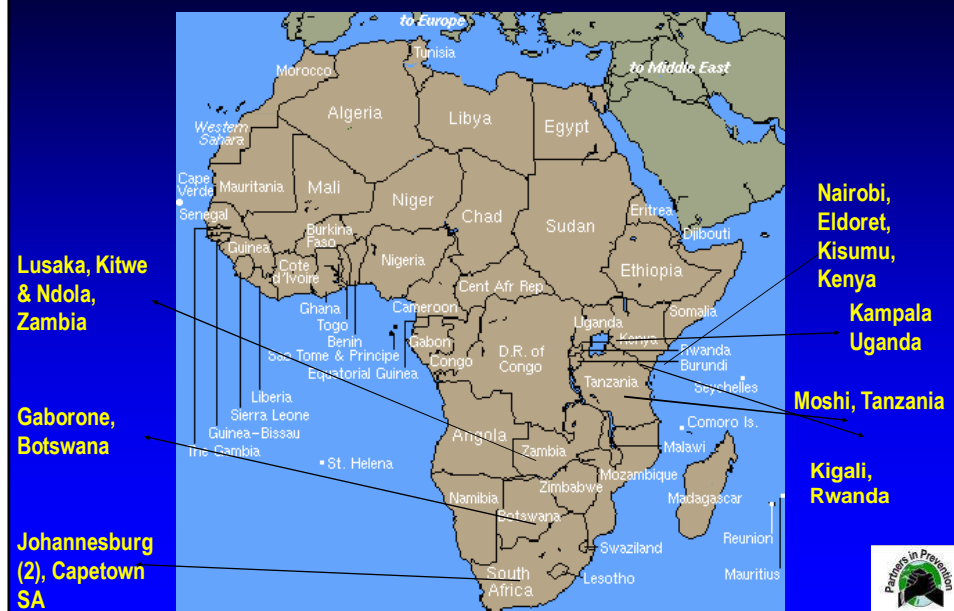 to Europe
to Middle East
Tunisia
Morocco
Algeria
Libya
Egypt
Western
Sahara
Cape
Verde
Mauritania
Mali
Niger
Chad
Sudan
Eritrea
Djibouti
Senegal
Burkina
Faso
Guinea
Cote
d'Ivoire
Nigeria
Ethiopia
Cent Afr Rep
Somalia
Ghana
Togo
Benin
Cameroon
Sao Tome & Principe
Equatorial Guinea
Gabon
Congo
D.R. of
Congo
Uganda
Kenya
Rwanda
Burundi
Seychelles
Tanzania
Liberia
Sierra Leone
Guinea-Bissau
The Gambia
Comoro Is.
Malawi
Angola
Zambia
Mozambique
St. Helena
Zimbabwe
Madagascar
Namibia
Botswana
Reunion
Mauritius
Swaziland
Lesotho
South
Africa
Lusaka, Kitwe
& Ndola,
Zambia
Gaborone,
Botswana
Johannesburg
(2), Capetown
SA
Nairobi,
Eldoret,
Kisumu,
Kenya
Kampala
Uganda
Moshi, Tanzania
Kigali,
Rwanda
Partners in Prevention